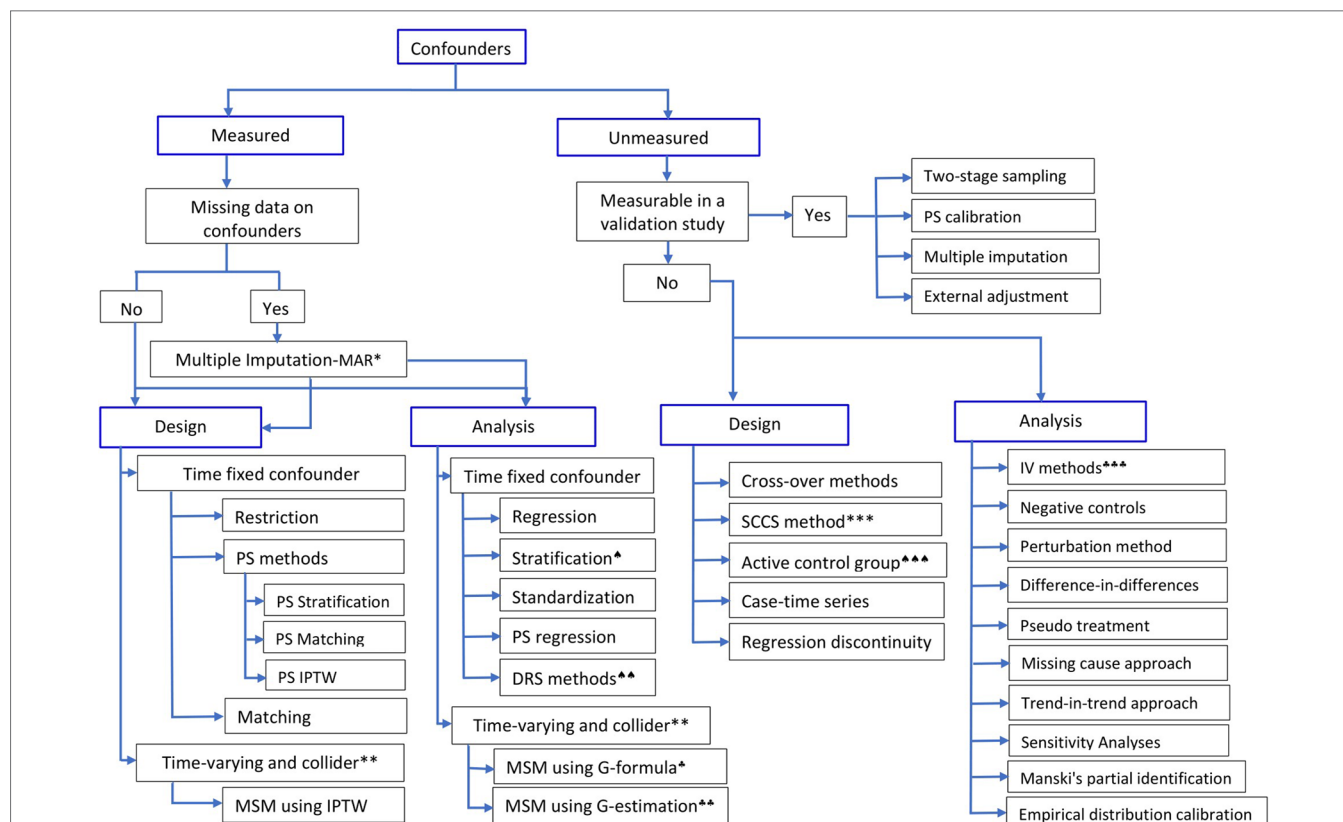 Confounders
Measured
Unmeasured
Missing data on
confounders
Measurable in a
validation study
Yes
Two-stage sampling
PS calibration
Multiple imputation
External adjustment
No
Yes
No
Multiple Imputation-MAR*
Design
Time fixed confounder
Restriction
PS methods
PS Stratification
PS Matching
PS IPTW
Matching
Time-varying and collider**
MSM using IPTW
Analysis
Time fixed confounder
Regression
Stratification♠
Standardization
PS regression
DRS methods♠♠
Time-varying and collider**
MSM using G-formula♣
MSM using G-estimation♣♣
Design
Cross-over methods
SCCS method***
Active control group♠♠♠
Case-time series
Regression discontinuity
Analysis
IV methods♣♣♣
Negative controls
Perturbation method
Difference-in-differences
Pseudo treatment
Missing cause approach
Trend-in-trend approach
Sensitivity Analyses
Manski's partial identification
Empirical distribution calibration